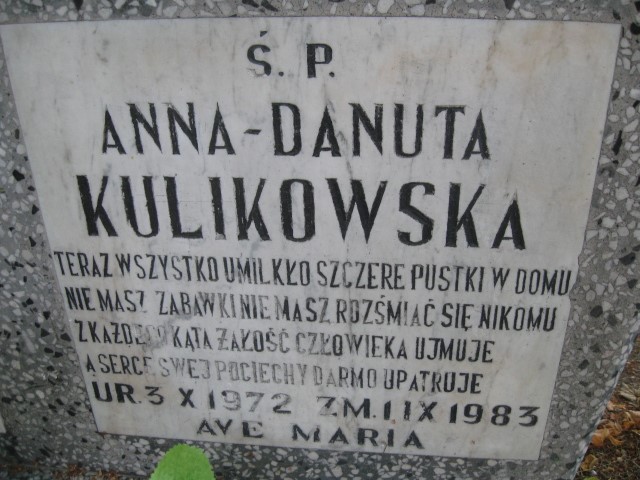 Ś. P.
ANNA-DANUTA
KULIKOWSKA
TERAZ WSZYSTKO UMILKŁO SZCZERE PUSTKI W DOMU
NIE MASZ ZABAWKI NIE MASZ ROZŚMIAĆ SIĘ NIKOMU
Z KAŻDEGO KĄTA ŻAŁOŚĆ CZŁOWIEKA UJMUJE
A SERCE SWEJ POCIECHY DARMO UPATRUJE
UR. 3 X 1972 ZM. 1 IX 1983
AVE MARIA